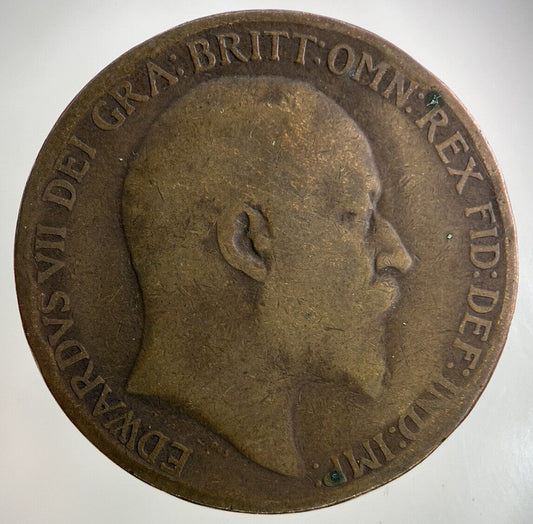 EDWARDVS VII DEI GRA: BRITT: OMN: REX FID: DEF: IND: IMP: